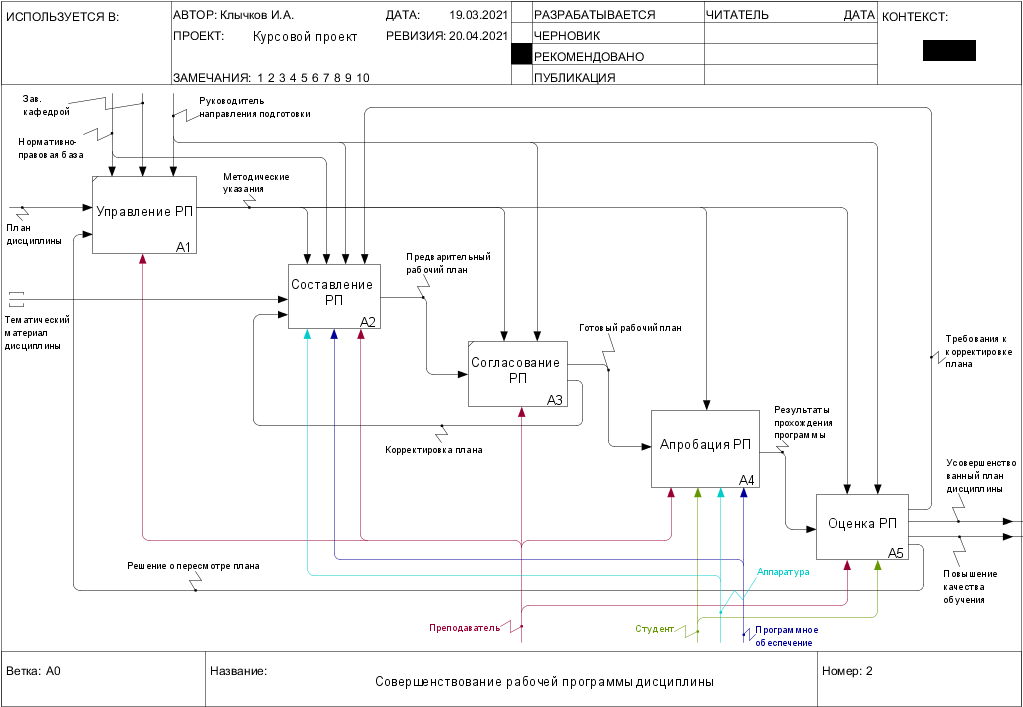 ИСПОЛЬЗУЕТСЯ В:
АВТОР: Клычков И.А.
ДАТА: 19.03.2021
ПРОЕКТ: Курсовой проект
РЕВИЗИЯ: 20.04.2021
ЗАМЕЧАНИЯ: 1 2 3 4 5 6 7 8 9 10
РАЗРАБАТЫВАЕТСЯ
ЧЕРНОВИК
РЕКОМЕНДОВАНО
ПУБЛИКАЦИЯ
ЧИТАТЕЛЬ
ДАТА
КОНТЕКСТ:
Зав.
кафедрой
Руководитель
направления подготовки
Нормативно-
правовая база
Методические
указания
Управление РП
A1
План
дисциплины
Предварительный
рабочий план
Составление
РП
A2
Тематический
материал
дисциплины
Готовый рабочий план
Требования к
корректировке
плана
Согласование
РП
A3
Результаты
прохождения
программы
Корректировка плана
Апробация РП
A4
Усовершенство
ванный план
дисциплины
Оценка РП
A5
Решение о пересмотре плана
Аппаратура
Повышение
качества
обучения
Преподаватель
Студент
Программное
обеспечение
Ветка: A0
Название:
Совершенствование рабочей программы дисциплины
Номер: 2